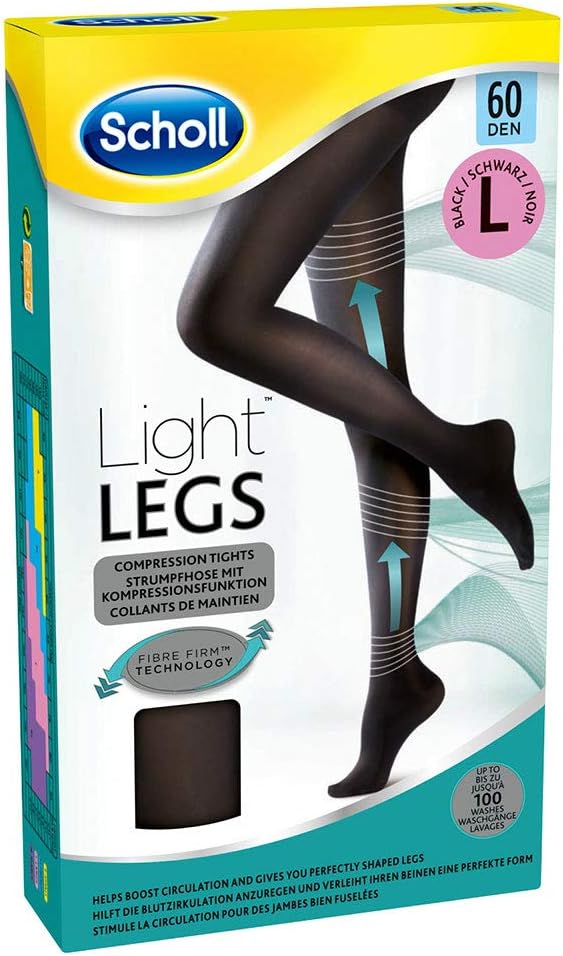 Scholl
60
DEN
BLACK / SCHWARZ / NOIR
L
Light™
LEGS
COMPRESSION TIGHTS
STRUMPFHOSE MIT
KOMPRESSIONSFUNKTION
COLLANTS DE MAINTIEN
FIBRE FIRM™
TECHNOLOGY
UP TO
BIS ZU
JUSQU'À
100
WASHES
WASCHGÄNGE
LAVAGES
HELPS BOOST CIRCULATION AND GIVES YOU PERFECTLY SHAPED LEGS
HILFT DIE BLUTZIRKULATION ANZUREGEN UND VERLEIHT IHREN BEINEN EINE PERFEKTE FORM
STIMULE LA CIRCULATION POUR DES JAMBES BIEN FUSELÉES